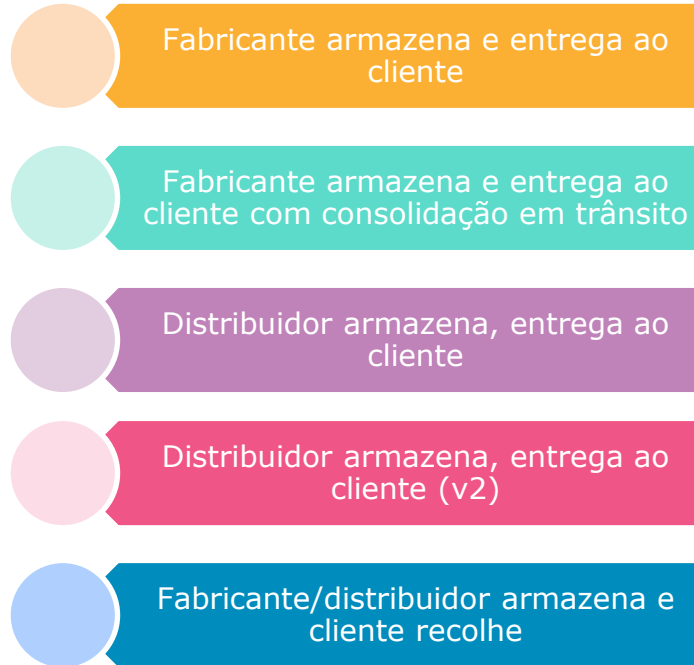 Fabricante armazena e entrega ao
cliente
Fabricante armazena e entrega ao
cliente com consolidação em trânsito
Distribuidor armazena, entrega ao
cliente
Distribuidor armazena, entrega ao
cliente (v2)
Fabricante/distribuidor armazena e
cliente recolhe